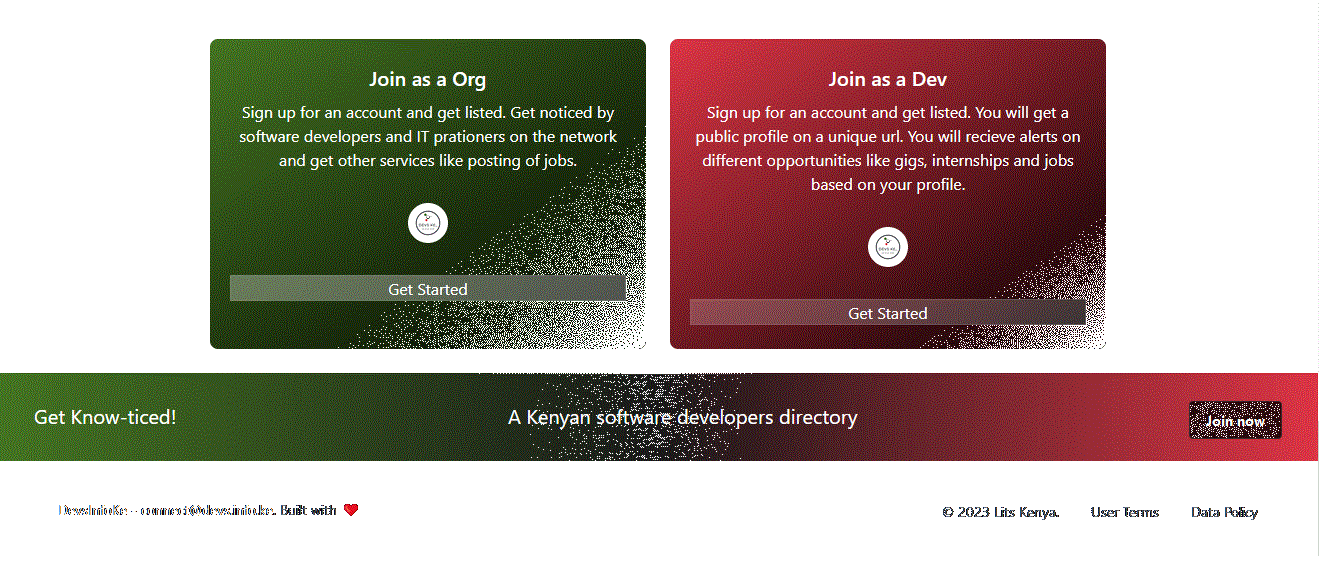 Join as a Org
Sign up for an account and get listed. Get noticed by
software developers and IT prationers on the network
and get other services like posting of jobs.
Get Started
Join as a Dev
Sign up for an account and get listed. You will get a
public profile on a unique url. You will recieve alerts on
different opportunities like gigs, internships and jobs
based on your profile.
Get Started
Get Know-ticed!
A Kenyan software developers directory
Join now
Built with ❤
© 2023 Lits Kenya.
User Terms
Data Policy